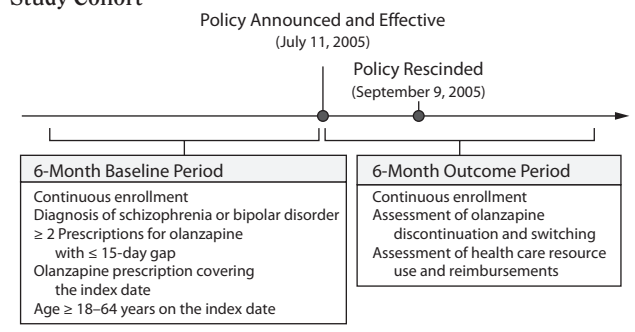 Study Cohort
Policy Announced and Effective
(July 11, 2005)
Policy Rescinded
(September 9, 2005)
6-Month Baseline Period
Continuous enrollment
Diagnosis of schizophrenia or bipolar disorder
≥ 2 Prescriptions for olanzapine
with ≤ 15-day gap
Olanzapine prescription covering
the index date
Age ≥ 18–64 years on the index date
6-Month Outcome Period
Continuous enrollment
Assessment of olanzapine
discontinuation and switching
Assessment of health care resource
use and reimbursements